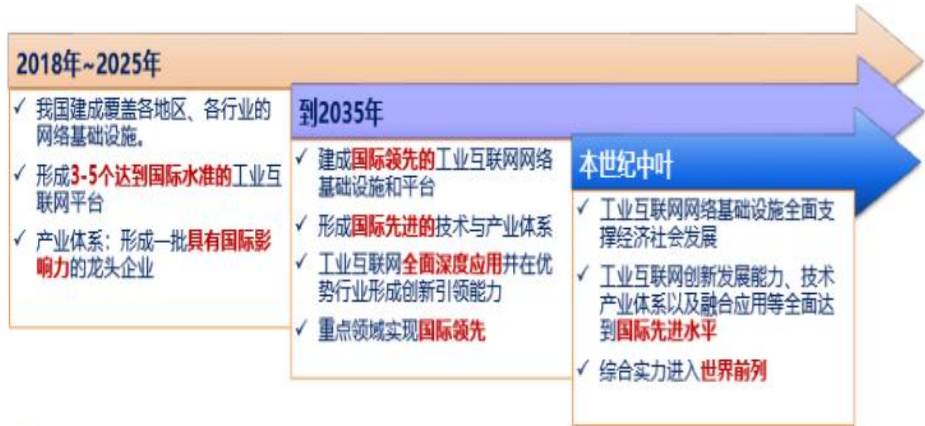 2018年~2025年
✓ 我国建成覆盖各地区、各行业的
网络基础设施。
✓ 形成3-5个达到国际水准的工业互
联网平台
✓ 产业体系：形成一批具有国际影
响力的龙头企业
到2035年
✓ 建成国际领先的工业互联网网络
基础设施和平台
✓ 形成国际先进的技术与产业体系
✓ 工业互联网全面深度应用并在优
势行业形成创新引领能力
✓ 重点领域实现国际领先
本世纪中叶
✓ 工业互联网网络基础设施全面支
撑经济社会发展
✓ 工业互联网创新发展能力、技术
产业体系以及融合应用等全面达
到国际先进水平
✓ 综合实力进入世界前列